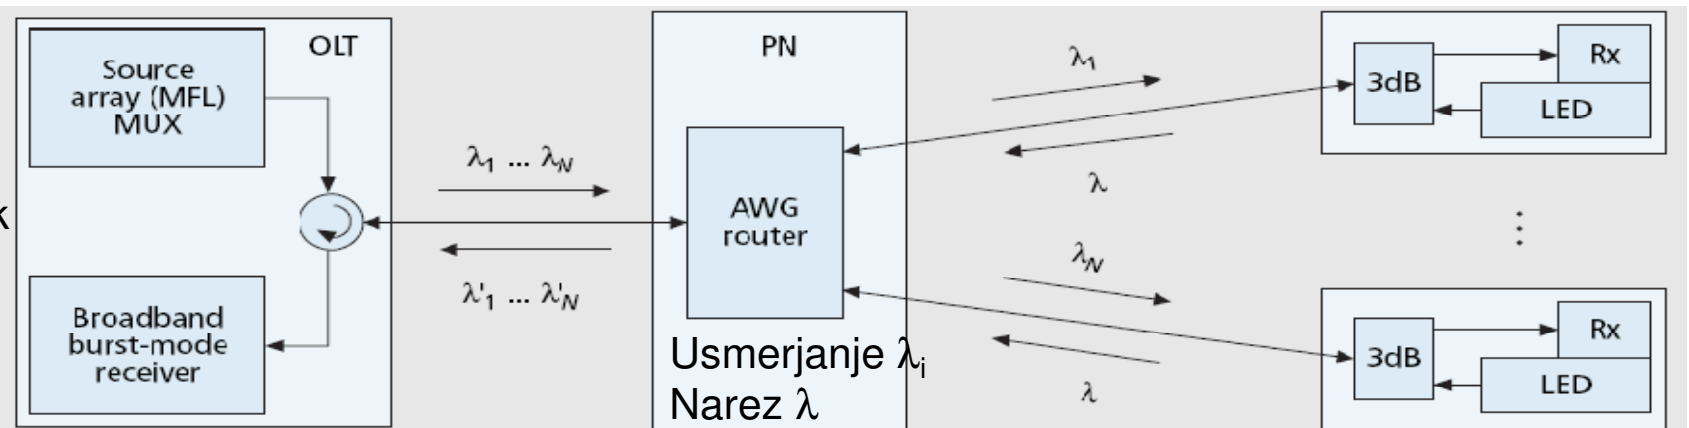 OLT
Source
array (MFL)
MUX
Broadband
burst-mode
receiver
k
λ1 ... λN
λ'1 ... λ'N
PN
AWG
router
Usmerjanje λi
Narez λ
λ1
λ
λN
λ
3dB
Rx
LED
⋮
3dB
Rx
LED